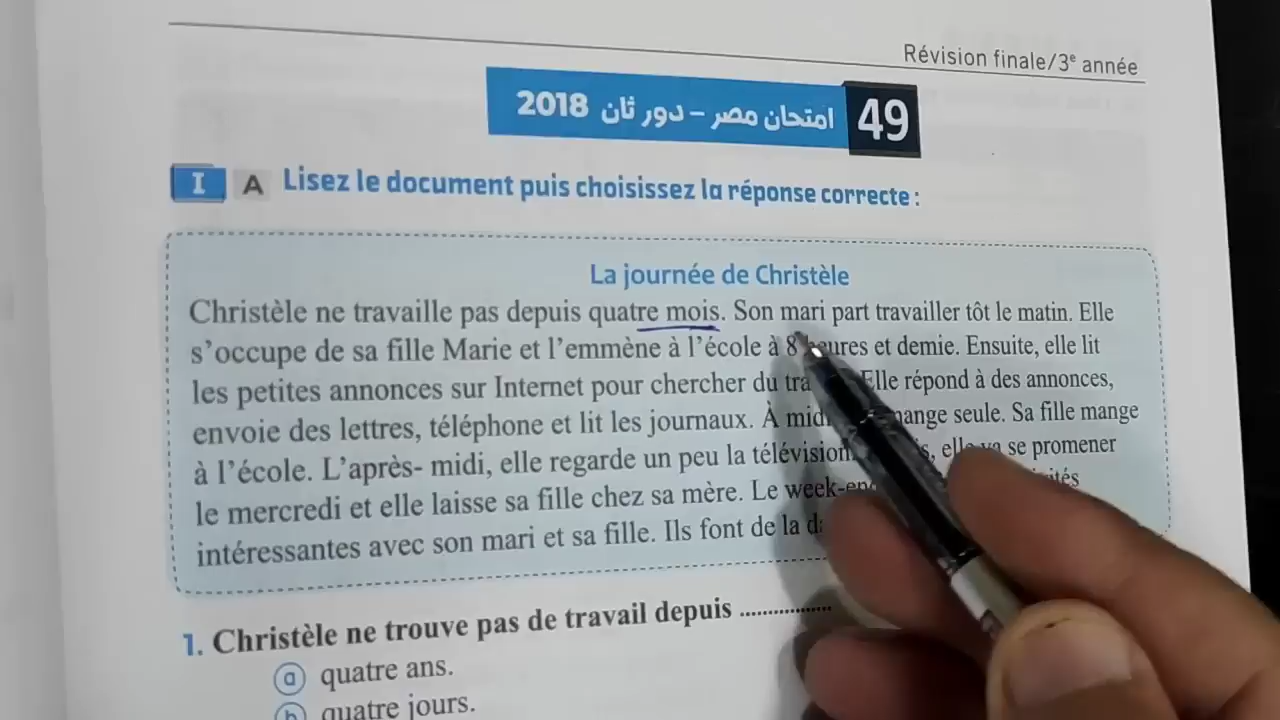 Révision finale/3e année
امتحان مصر – دور ثان 2018
49
I A Lisez le document puis choisissez la réponse correcte :
La journée de Christèle
Christèle ne travaille pas depuis quatre mois. Son mari part travailler tôt le matin. Elle
s'occupe de sa fille Marie et l'emmène à l'école à 8 heures et demie. Ensuite, elle lit
les petites annonces sur Internet pour chercher du Elle répond à des annonces,
envoie des lettres, téléphone et lit les journaux. À mange seule. Sa fille mange
à l'école. L'après- midi, elle regarde un peu la télévision se promener
le mercredi et elle laisse sa fille chez sa mère. Le
intéressantes avec son mari et sa fille. Ils font de la
1. Christèle ne trouve pas de travail depuis ................
a quatre ans.
b quatre jours.